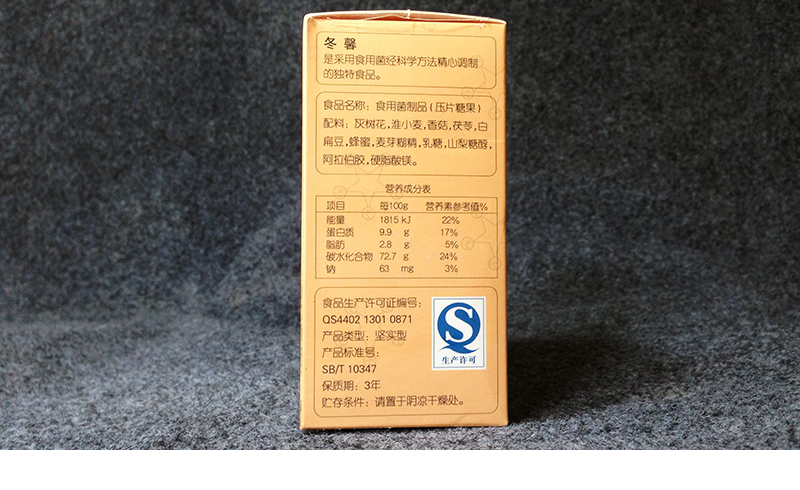 冬 馨
是采用食用菌经科学方法精心调制
的独特食品。
食品名称：食用菌制品(压片糖果)
配料：灰树花,淮小麦,香菇,茯苓,白
扁豆,蜂蜜,麦芽糊精,乳糖,山梨糖醇,
阿拉伯胶,硬脂酸镁。
营养成分表
项目 每100g 营养素参考值%
能量 1815 kJ 22%
蛋白质 9.9 g 17%
脂肪 2.8 g 5%
碳水化合物 72.7 g 24%
钠 63 mg 3%
食品生产许可证编号：
QS4402 1301 0871
产品类型：坚实型
产品标准号：
SB/T 10347
保质期：3年
贮存条件：请置于阴凉干燥处。
QS
生产许可